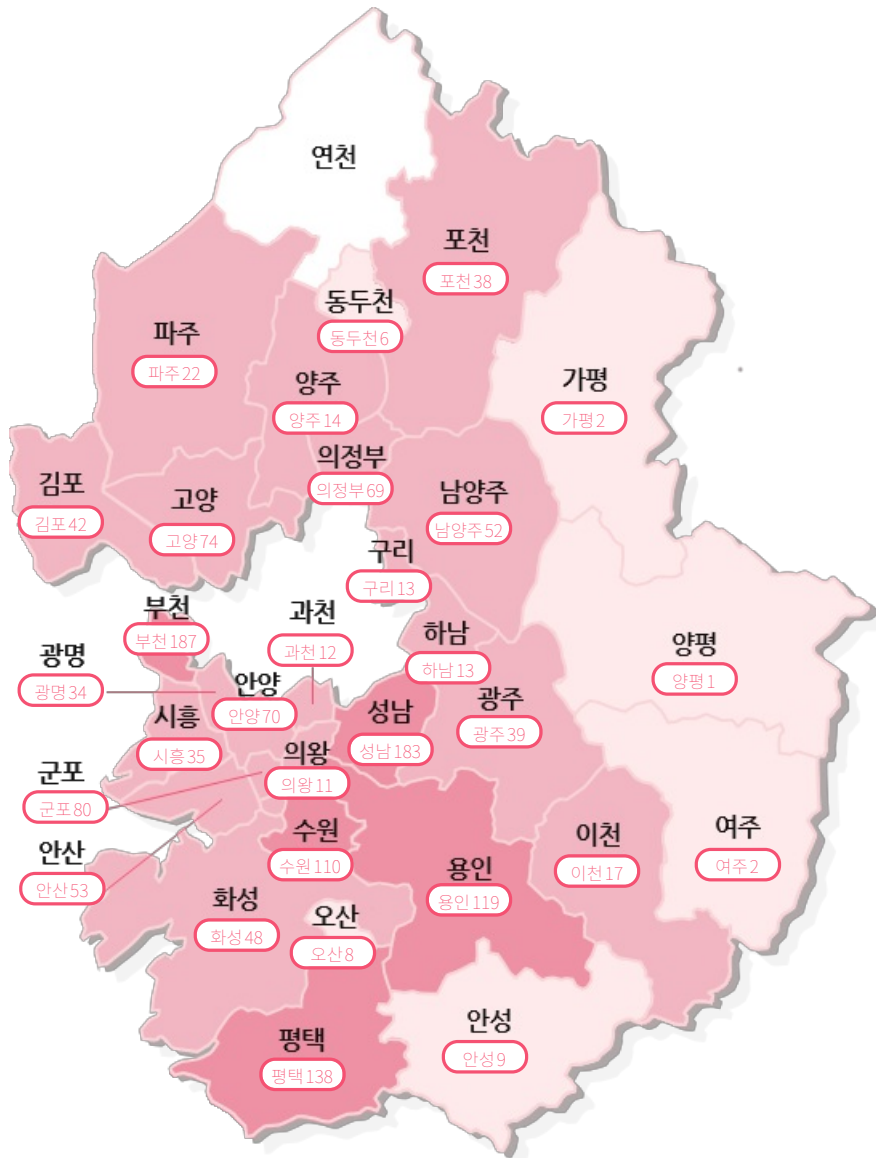 연천
포천
포천38
동두천
동두천6
파주
파주22
양주
양주14
가평
가평2
의정부
의정부69
김포
김포42
고양
고양74
남양주
남양주52
구리
구리13
부천
부천187
과천
과천12
하남
하남13
양평
양평1
광명
광명34
안양
안양70
시흥
시흥35
성남
성남183
광주
광주39
군포
군포80
의왕
의왕11
안산
안산53
수원
수원110
용인
용인119
이천
이천17
여주
여주2
화성
화성48
오산
오산8
평택
평택138
안성
안성9